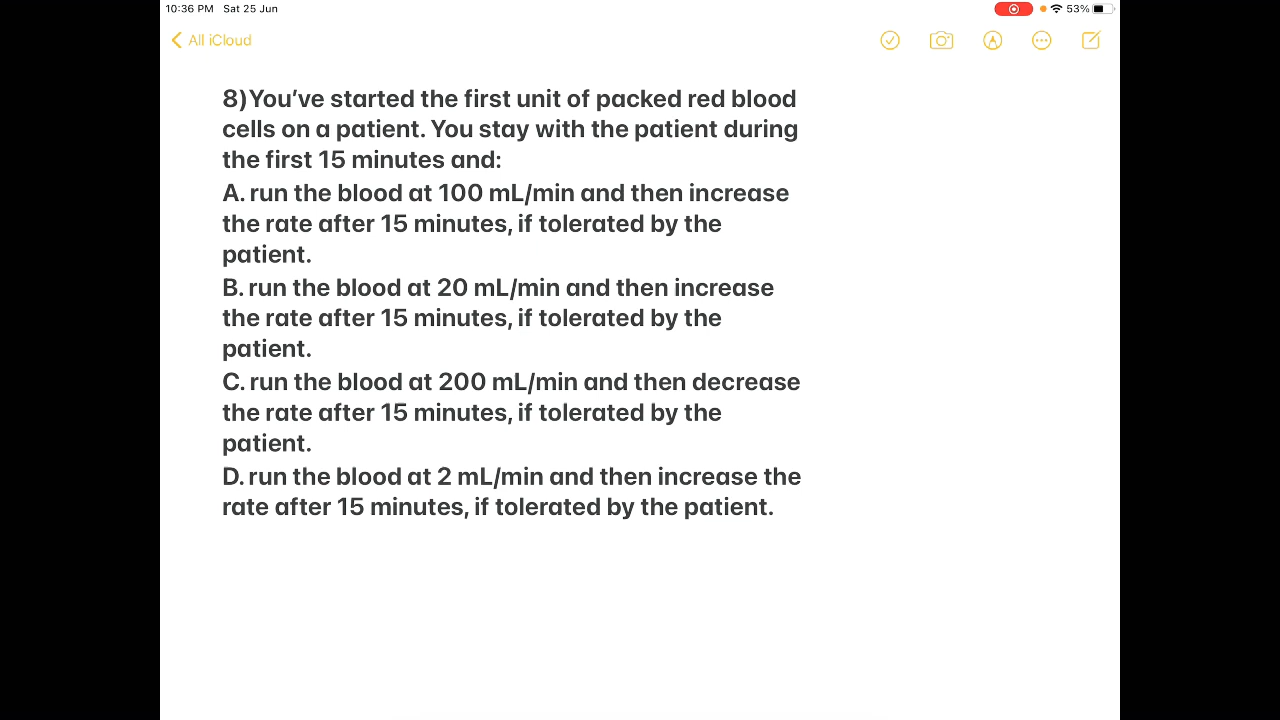 10:36 PM Sat 25 Jun
53%
All iCloud
8)You've started the first unit of packed red blood
cells on a patient. You stay with the patient during
the first 15 minutes and:
A. run the blood at 100 mL/min and then increase
the rate after 15 minutes, if tolerated by the
patient.
B. run the blood at 20 mL/min and then increase
the rate after 15 minutes, if tolerated by the
patient.
C. run the blood at 200 mL/min and then decrease
the rate after 15 minutes, if tolerated by the
patient.
D. run the blood at 2 mL/min and then increase the
rate after 15 minutes, if tolerated by the patient.